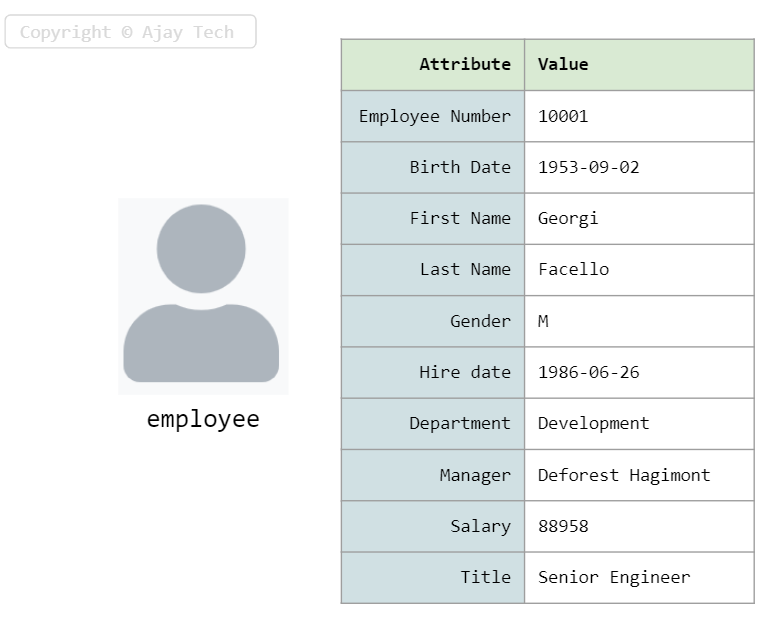 Copyright © Ajay Tech
Attribute Value
Employee Number 10001
Birth Date 1953-09-02
First Name Georgi
Last Name Facello
Gender M
Hire date 1986-06-26
Department Development
Manager Deforest Hagimont
Salary 88958
Title Senior Engineer
employee